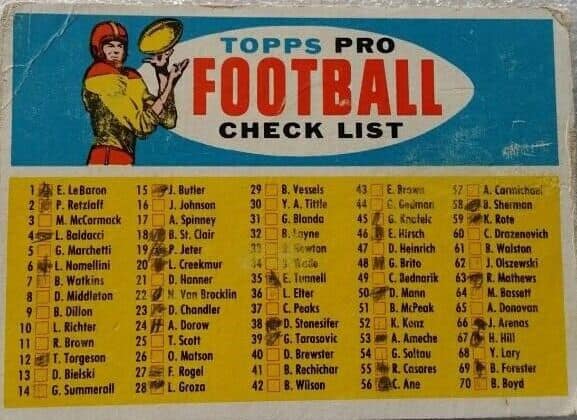 TOPPS PRO
FOOTBALL
CHECK LIST
1 E. LeBaron
2 P. Retzlaff
3 M. McCormack
4 L. Baldacci
5 G. Marchetti
6 L. Nomellini
7 B. Watkins
8 D. Middleton
9 B. Dillon
10 L. Richter
11 R. Brown
12 T. Torgeson
13 D. Bielski
14 G. Summerall
15 J. Butler
16 J. Johnson
17 A. Spinney
18 B. St. Clair
19 P. Jeter
20 L. Creekmur
21 D. Hanner
22 N. Van Brocklin
23 D. Chandler
24 A. Dorow
25 T. Scott
26 O. Matson
27 F. Rogel
28 L. Groza
29 B. Vessels
30 Y. A. Tittle
31 G. Blanda
32 B. Layne
33 J. Newton
34 B. Wade
35 E. Tunnell
36 L. Elter
37 C. Peaks
38 D. Stonesifer
39 G. Tarasovic
40 D. Brewster
41 B. Rechichar
42 B. Wilson
43 E. Brown
44 G. Gedman
45 G. Knafelc
46 E. Hirsch
47 D. Heinrich
48 G. Brito
49 C. Bednarik
50 D. Mann
51 B. McPeak
52 K. Konz
53 A. Ameche
54 G. Soltau
55 R. Casares
56 C. Ane
57 A. Carmichael
58 B. Sherman
59 K. Rote
60 C. Drazenovich
61 B. Walston
62 J. Olszewski
63 R. Mathews
64 M. Bassett
65 A. Donovan
66 J. Arenas
67 H. Hill
68 Y. Lary
69 B. Forester
70 B. Boyd